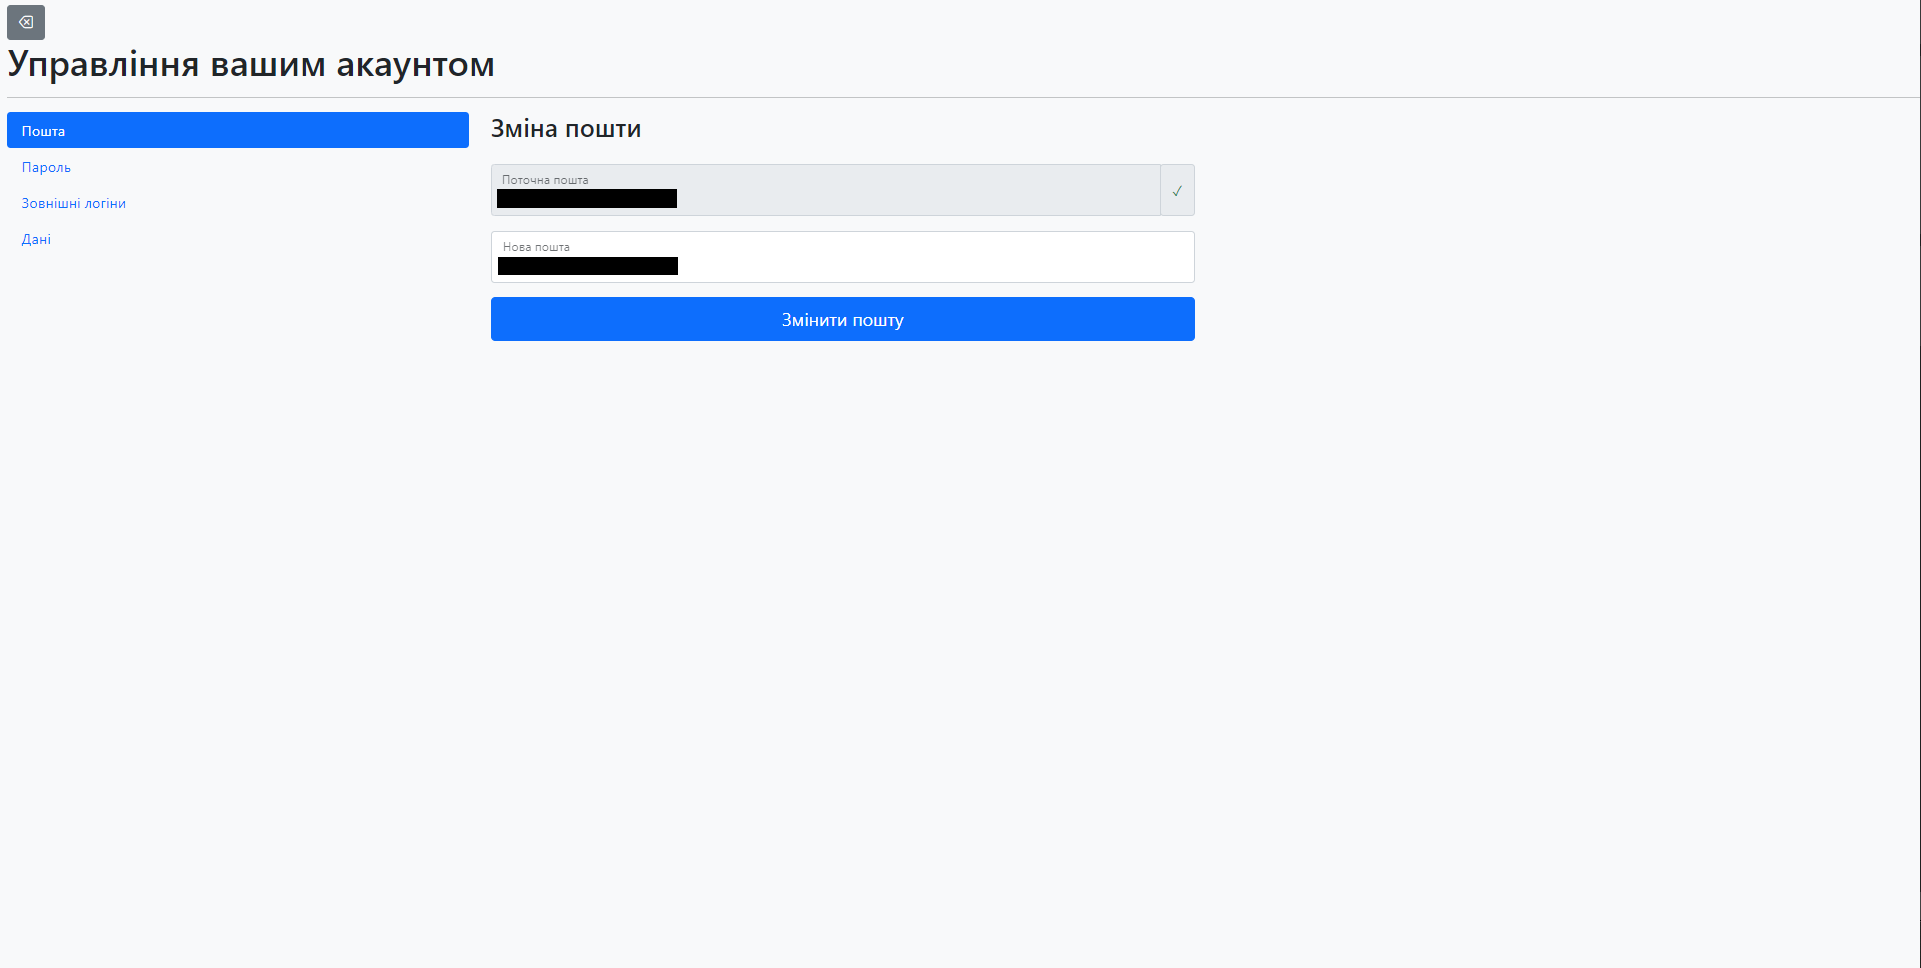 Управління вашим акаунтом
Пошта
Пароль
Зовнішні логіни
Дані
Зміна пошти
Поточна пошта
✓
Нова пошта
Змінити пошту